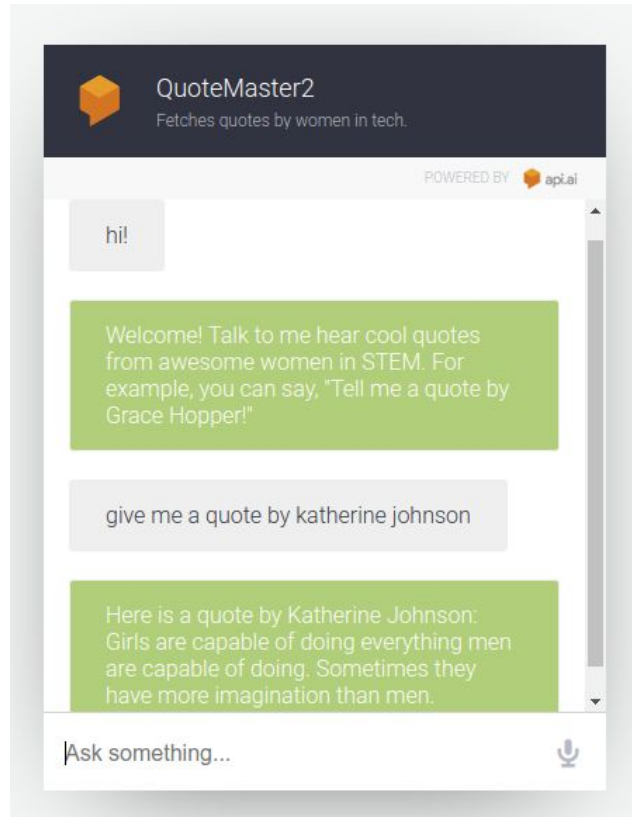 QuoteMaster2
Fetches quotes by women in tech.
POWERED BY api.ai
hi!
Welcome! Talk to me hear cool quotes
from awesome women in STEM. For
example, you can say, "Tell me a quote by
Grace Hopper!"
give me a quote by katherine johnson
Here is a quote by Katherine Johnson:
Girls are capable of doing everything men
are capable of doing. Sometimes they
have more imagination than men.
Ask something...